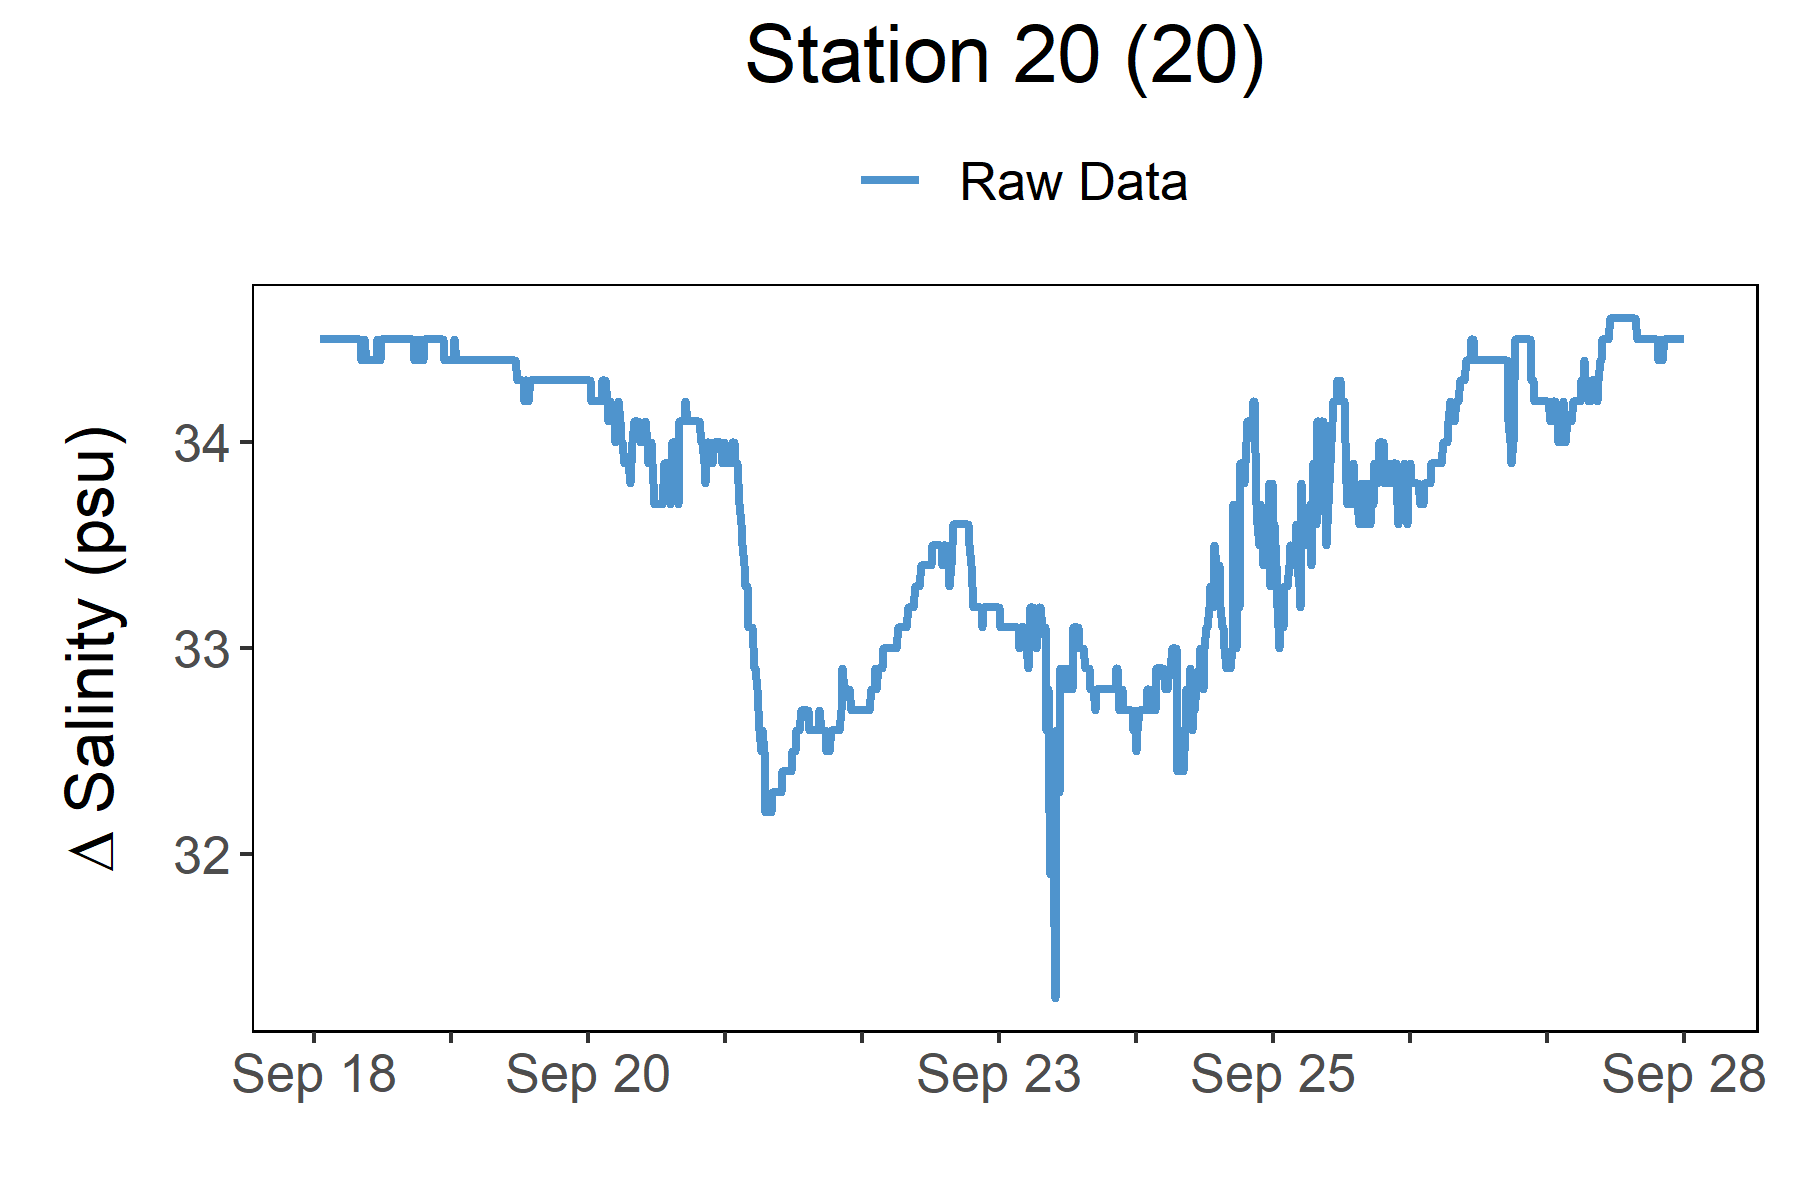 Station 20 (20)
Raw Data
Δ Salinity (psu)
34
33
32
Sep 18
Sep 20
Sep 23
Sep 25
Sep 28